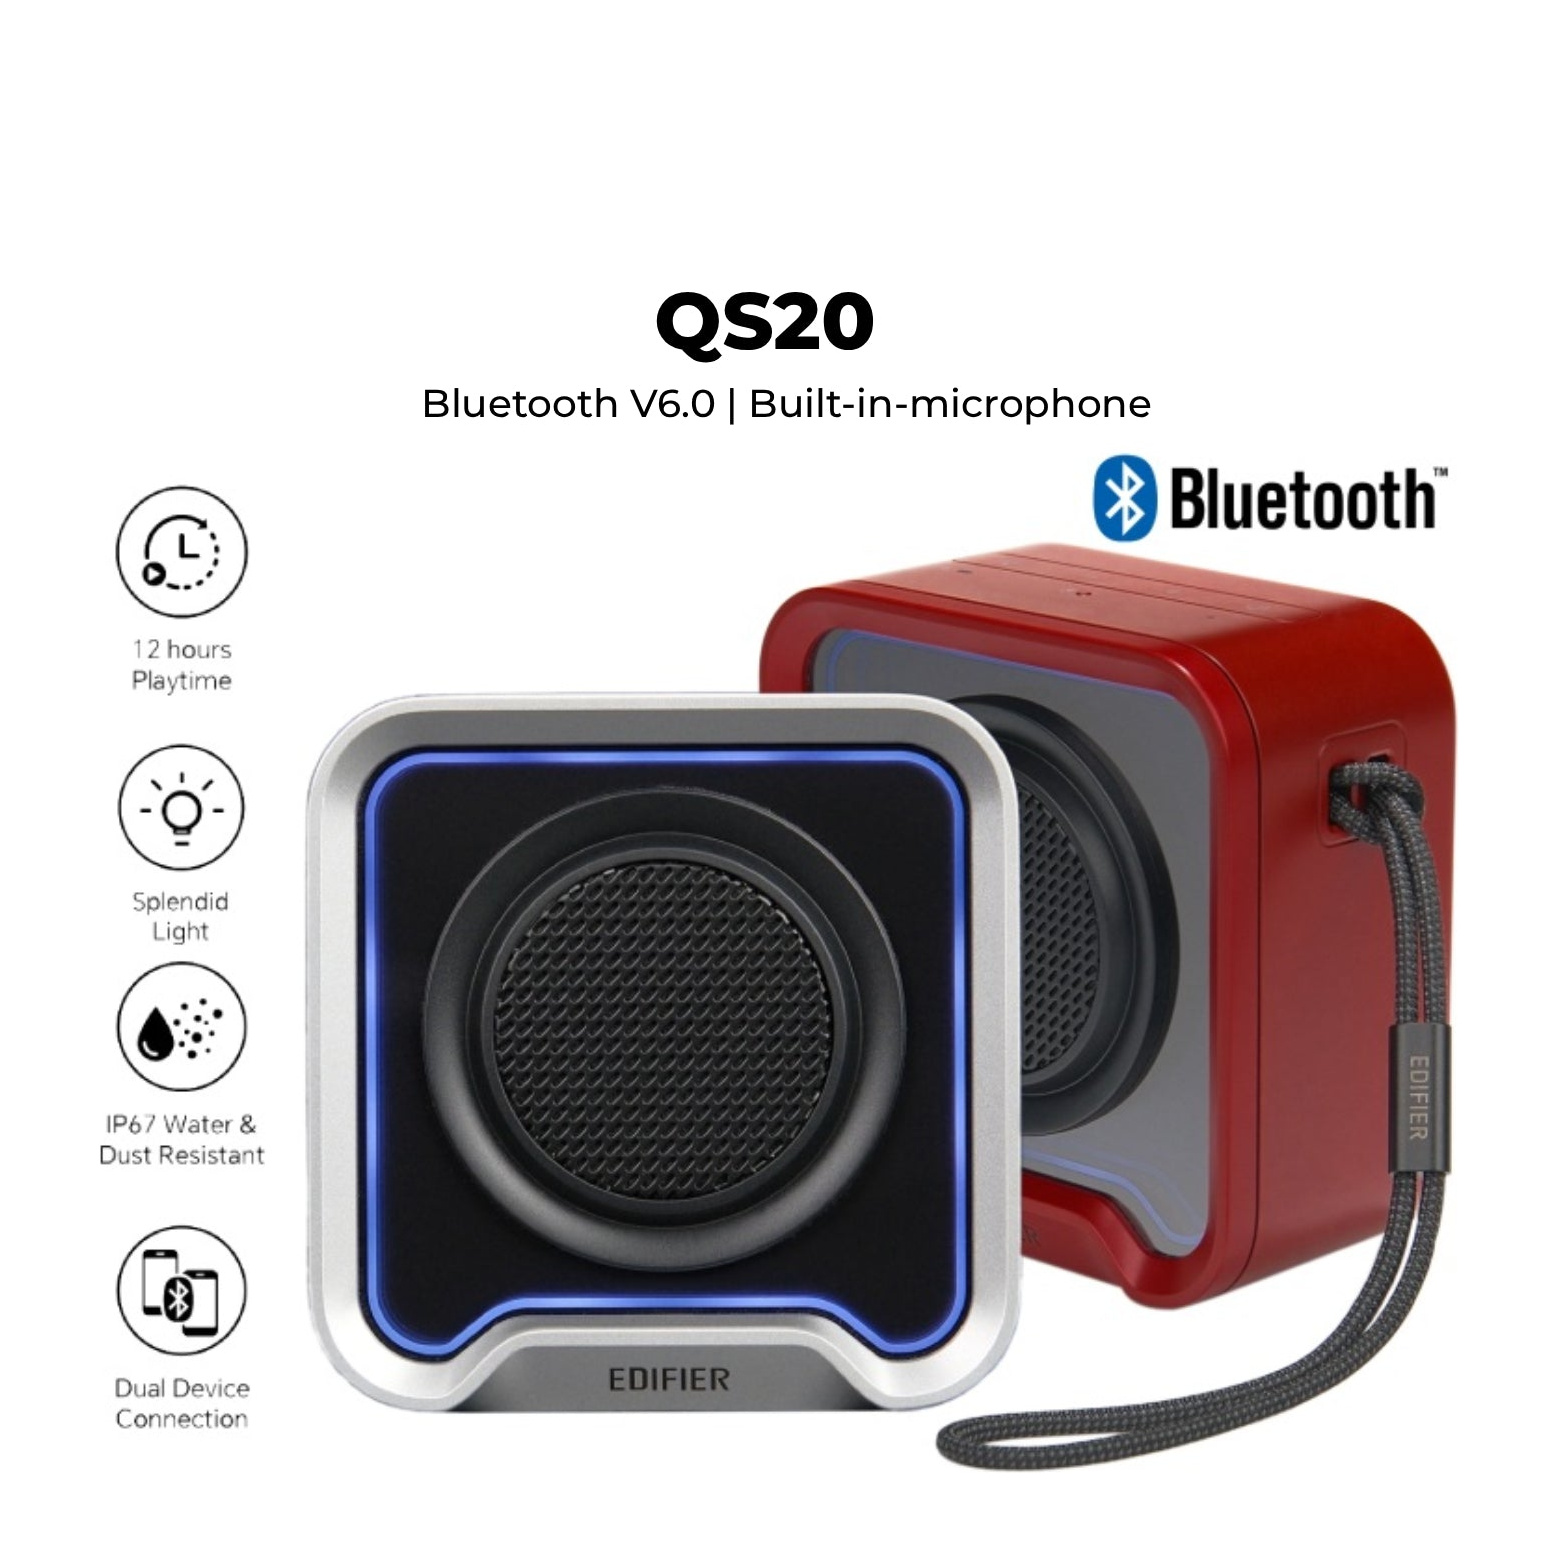 QS20
Bluetooth V6.0 | Built-in-microphone
Bluetooth™
12 hours
Playtime
Splendid
Light
IP67 Water &
Dust Resistant
Dual Device
Connection
EDIFIER
EDIFIER